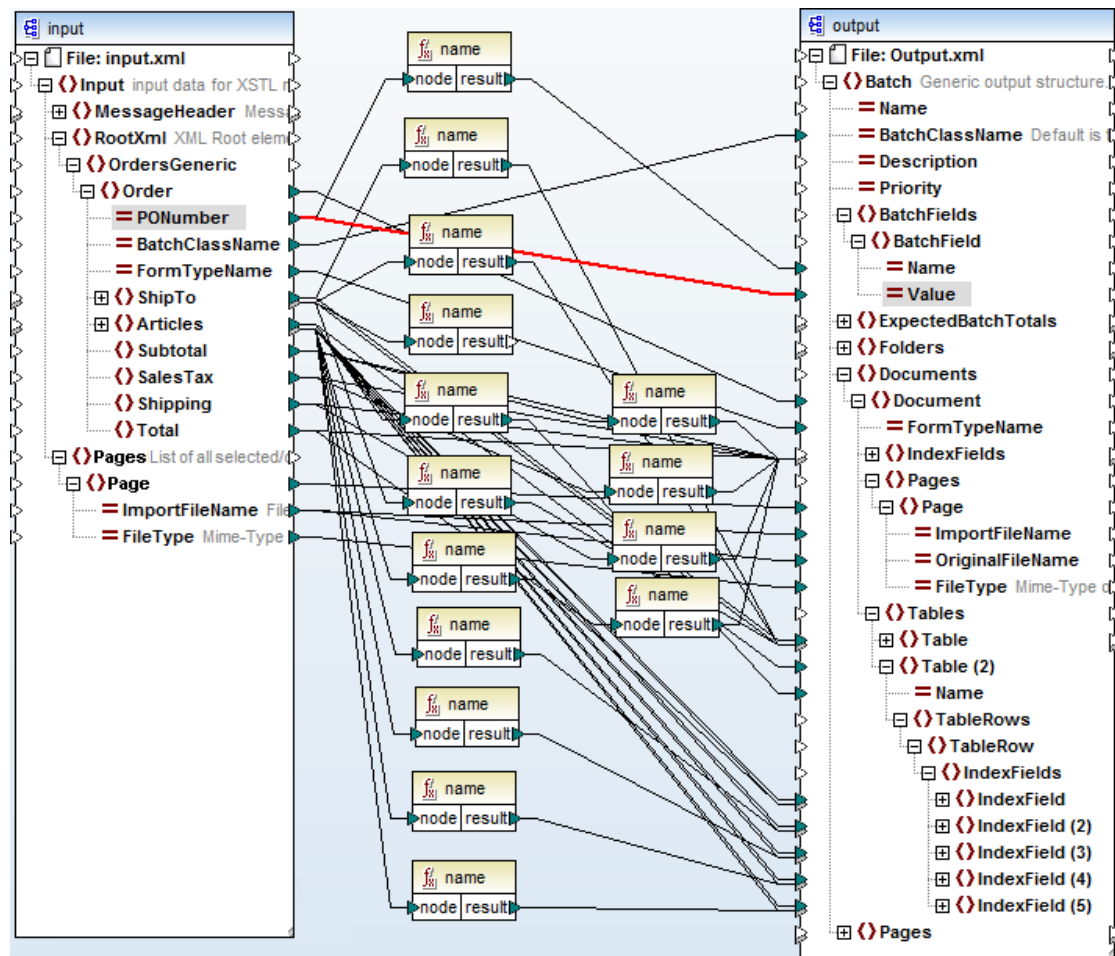 input
File: input.xml
Input input data for XSTL
MessageHeader
RootXml XML Root
OrdersGeneric
Order
PONumber
BatchClassName
FormTypeName
ShipTo
Articles
Subtotal
SalesTax
Shipping
Total
Pages List of all
Page
ImportFileName
FileType Mime-Type
name
node result
name
node result
name
node result
name
node result
name
node result
name
node result
name
node result
name
node result
name
node result
name
node result
name
node result
name
node result
name
node result
name
node result
name
node result
output
File: Output.xml
Batch Generic output structure.
Name
BatchClassName Default is
Description
Priority
BatchFields
BatchField
Name
Value
ExpectedBatchTotals
Folders
Documents
Document
FormTypeName
IndexFields
Pages
Page
ImportFileName
OriginalFileName
FileType Mime-Type
Tables
Table
Table (2)
Name
TableRows
TableRow
IndexFields
IndexField
IndexField (2)
IndexField (3)
IndexField (4)
IndexField (5)
Pages